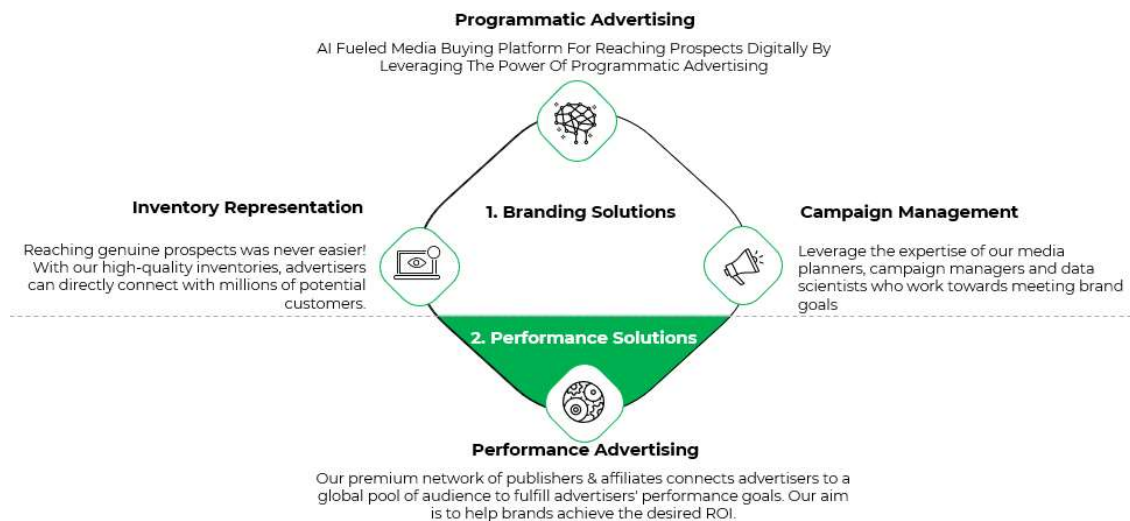 Programmatic Advertising
AI Fueled Media Buying Platform For Reaching Prospects Digitally By
Leveraging The Power Of Programmatic Advertising
Inventory Representation
Reaching genuine prospects was never easier!
With our high-quality inventories, advertisers
can directly connect with millions of potential
customers.
1. Branding Solutions
Campaign Management
Leverage the expertise of our media
planners, campaign managers and data
scientists who work towards meeting brand
goals
2. Performance Solutions
Performance Advertising
Our premium network of publishers & affiliates connects advertisers to a
global pool of audience to fulfill advertisers' performance goals. Our aim
is to help brands achieve the desired ROI.